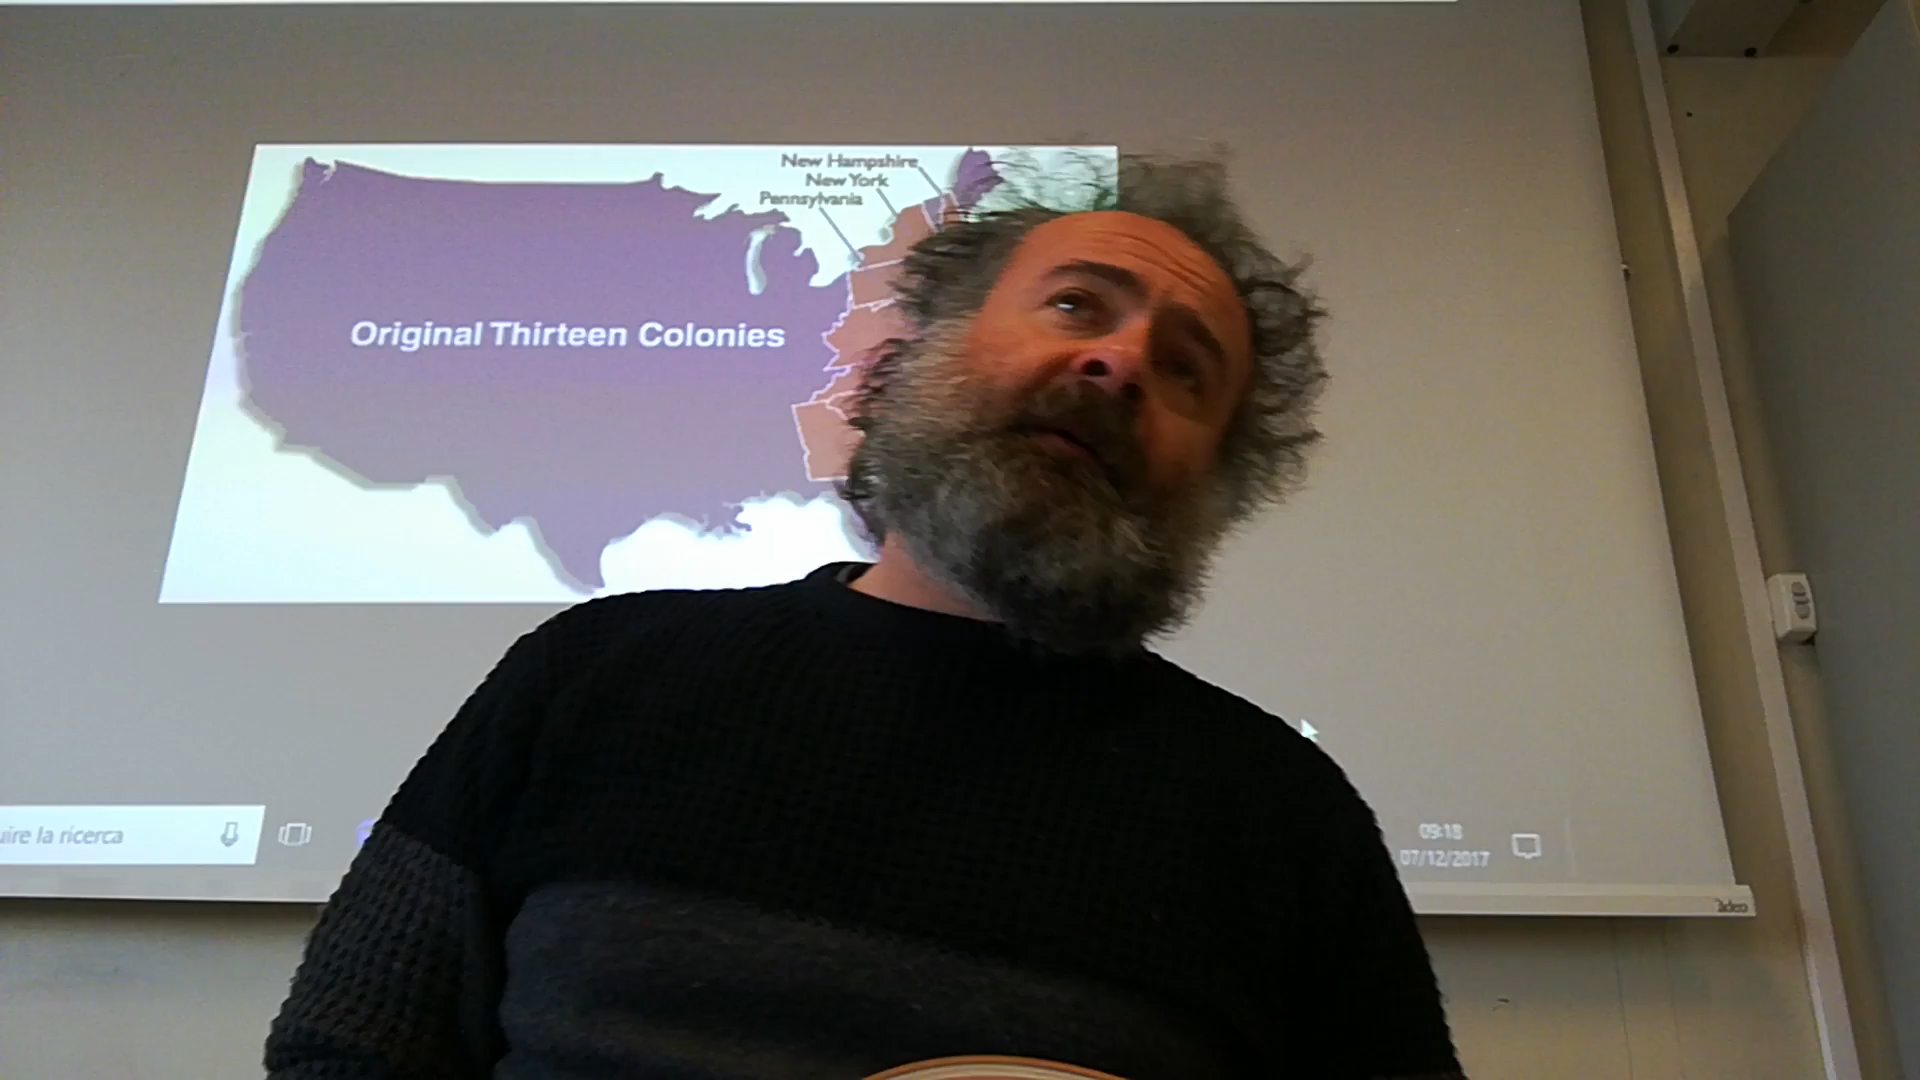 New Hampshire
New York
Pennsylvania
Original Thirteen Colonies
uire la ricerca
09:18
07/12/2017